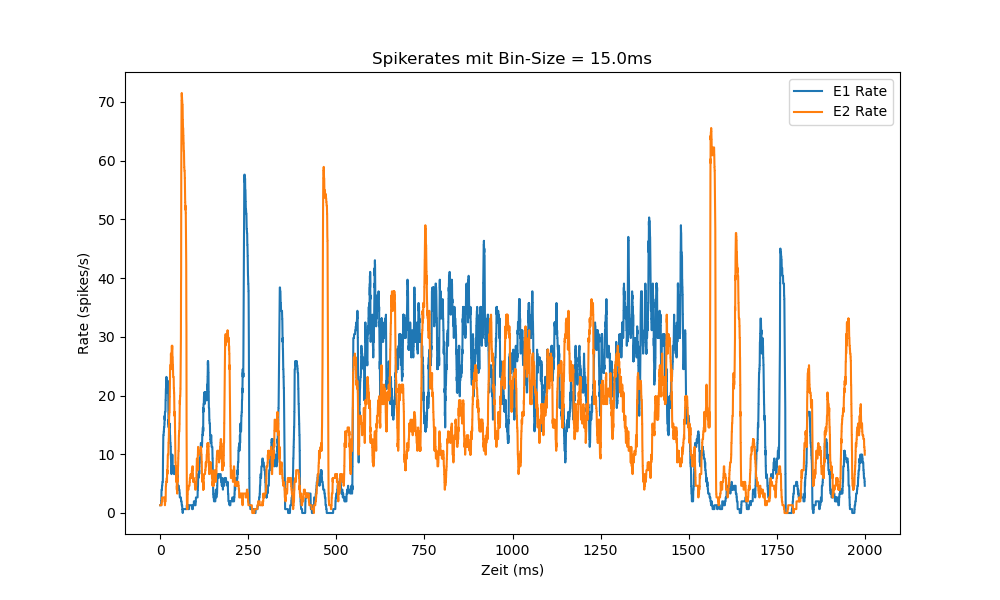 Spikerates mit Bin-Size = 15.0ms
E1 Rate
E2 Rate
Rate (spikes/s)
70
60
50
40
30
20
10
0
0 250 500 750 1000 1250 1500 1750 2000
Zeit (ms)